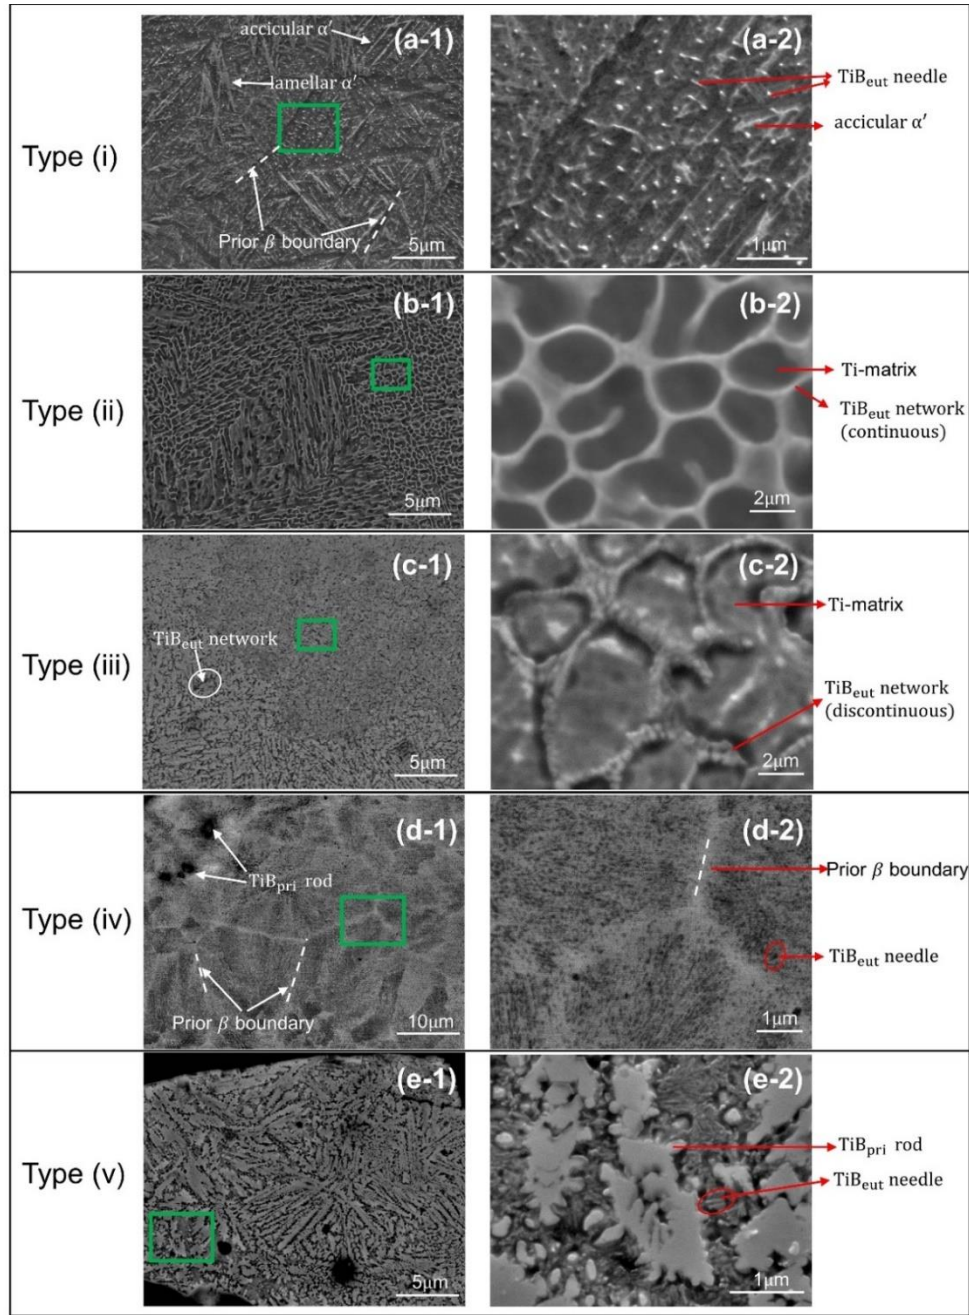 Type (i)
(a-1)
accicular α′
lamellar α′
Prior β boundary
5μm
(a-2)
TiBeut needle
accicular α′
1μm
Type (ii)
(b-1)
5μm
(b-2)
Ti-matrix
TiBeut network
(continuous)
2μm
Type (iii)
(c-1)
TiBeut network
5μm
(c-2)
Ti-matrix
TiBeut network
(discontinuous)
2μm
Type (iv)
(d-1)
TiBpri rod
Prior β boundary
10μm
(d-2)
Prior β boundary
TiBeut needle
1μm
Type (v)
(e-1)
5μm
(e-2)
TiBpri rod
TiBeut needle
1μm